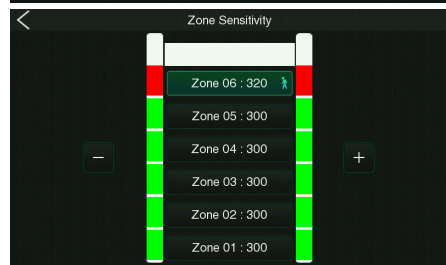 Zone Sensitivity
Zone 06 : 320
Zone 05 : 300
Zone 04 : 300
− +
Zone 03 : 300
Zone 02 : 300
Zone 01 : 300